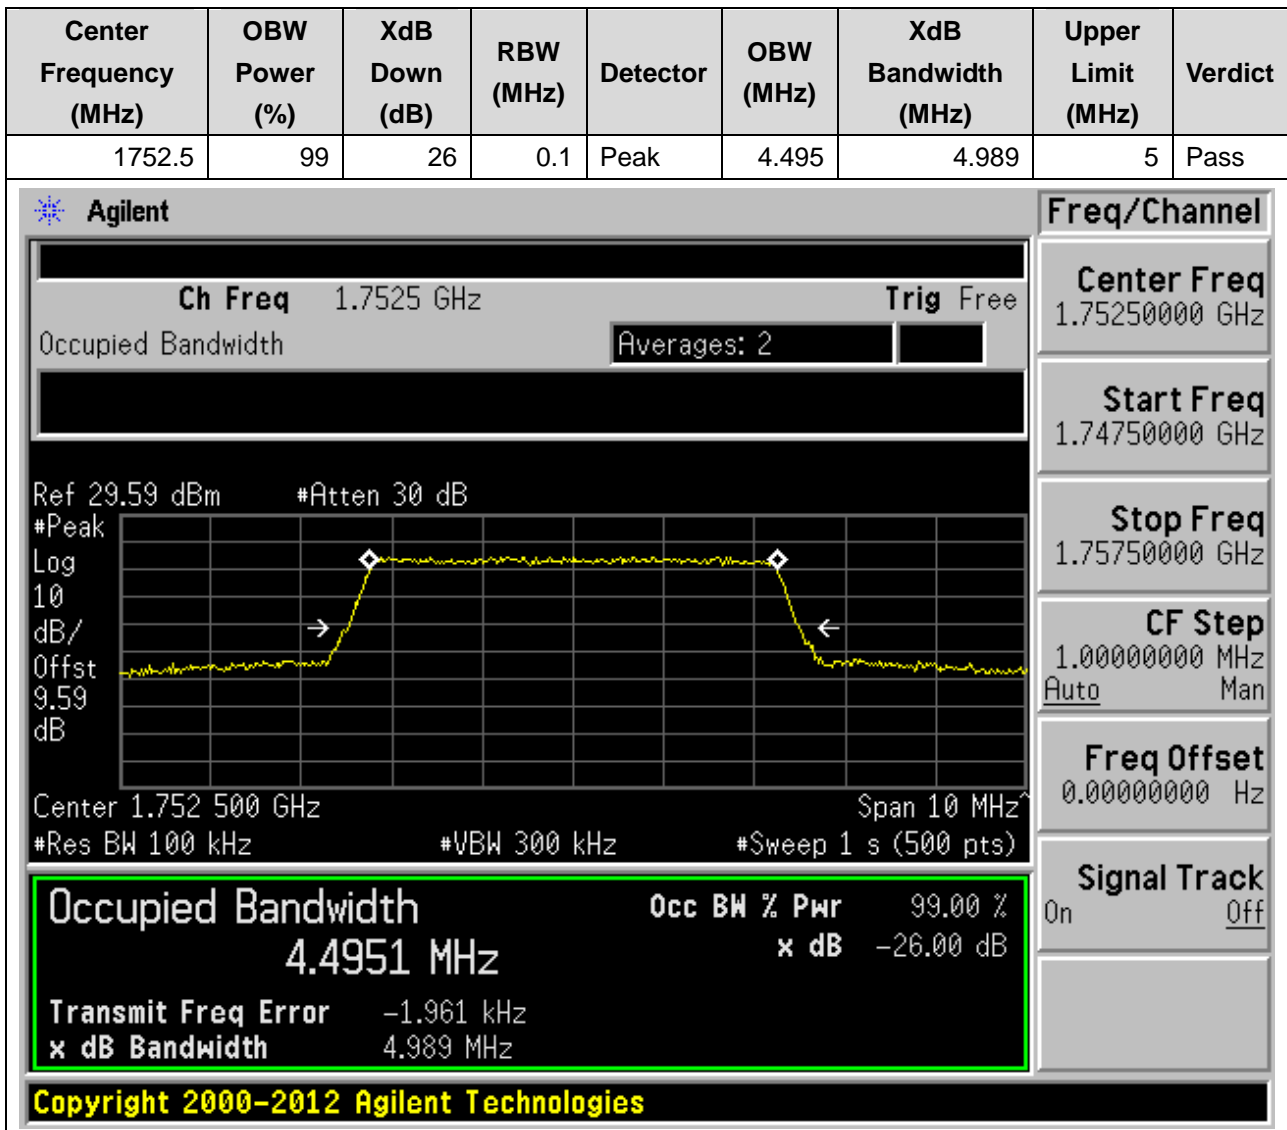 Center Frequency (MHz) OBW Power (%) XdB Down (dB) RBW (MHz) Detector OBW (MHz) XdB Bandwidth (MHz) Upper Limit (MHz) Verdict
1752.5 99 26 0.1 Peak 4.495 4.989 5 Pass
Agilent
Freq/Channel
Ch Freq 1.7525 GHz Trig Free
Occupied Bandwidth Averages: 2
Ref 29.59 dBm #Atten 30 dB
#Peak
Log
10
dB/
Offst
9.59
dB
Center 1.752 500 GHz Span 10 MHz^
#Res BW 100 kHz #VBW 300 kHz #Sweep 1 s (500 pts)
Occupied Bandwidth Occ BW % Pwr 99.00 %
4.4951 MHz x dB -26.00 dB
Transmit Freq Error -1.961 kHz
x dB Bandwidth 4.989 MHz
Center Freq
1.75250000 GHz
Start Freq
1.74750000 GHz
Stop Freq
1.75750000 GHz
CF Step
1.00000000 MHz
Auto Man
Freq Offset
0.00000000 Hz
Signal Track
On Off
Copyright 2000-2012 Agilent Technologies